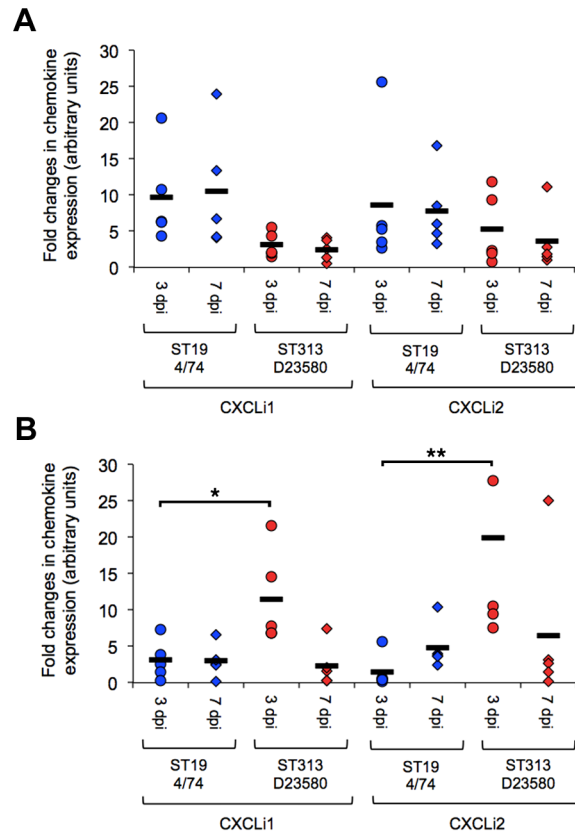 A
Fold changes in chemokine
expression (arbitrary units)
30
25
20
15
10
5
0
3 dpi
7 dpi
3 dpi
7 dpi
3 dpi
7 dpi
3 dpi
7 dpi
ST19
4/74
ST313
D23580
ST19
4/74
ST313
D23580
CXCLi1
CXCLi2
B
Fold changes in chemokine
expression (arbitrary units)
30
25
20
15
10
5
0
*
**
3 dpi
7 dpi
3 dpi
7 dpi
3 dpi
7 dpi
3 dpi
7 dpi
ST19
4/74
ST313
D23580
ST19
4/74
ST313
D23580
CXCLi1
CXCLi2